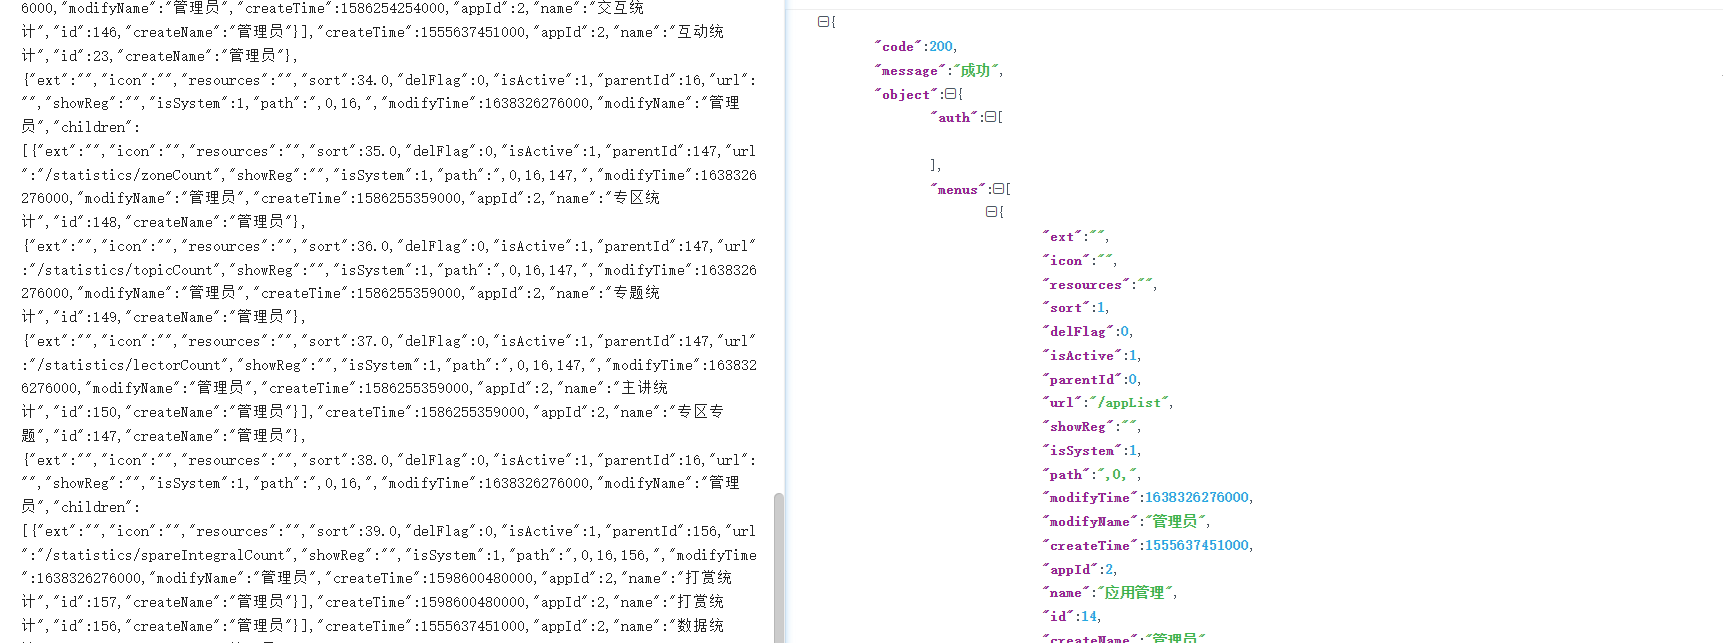 6000,"modifyName":"管理员","createTime":1586254254000,"appId":2,"name":"交互统
计","id":146,"createName":"管理员"}],"createTime":1555637451000,"appId":2,"name":"互动统
计","id":23,"createName":"管理员"},
{"ext":"","icon":"","resources":"","sort":34.0,"delFlag":0,"isActive":1,"parentId":16,"url":
"","showReg":"","isSystem":1,"path":",0,16,","modifyTime":1638326276000,"modifyName":"管理
员","children":
[{"ext":"","icon":"","resources":"","sort":35.0,"delFlag":0,"isActive":1,"parentId":147,"url
":"/statistics/zoneCount","showReg":"","isSystem":1,"path":",0,16,147,","modifyTime":1638326
276000,"modifyName":"管理员","createTime":1586255359000,"appId":2,"name":"专区统
计","id":148,"createName":"管理员"},
{"ext":"","icon":"","resources":"","sort":36.0,"delFlag":0,"isActive":1,"parentId":147,"url"
:"/statistics/topicCount","showReg":"","isSystem":1,"path":",0,16,147,","modifyTime":1638326
276000,"modifyName":"管理员","createTime":1586255359000,"appId":2,"name":"专题统
计","id":149,"createName":"管理员"},
{"ext":"","icon":"","resources":"","sort":37.0,"delFlag":0,"isActive":1,"parentId":147,"url"
:"/statistics/lectorCount","showReg":"","isSystem":1,"path":",0,16,147,","modifyTime":163832
6276000,"modifyName":"管理员","createTime":1586255359000,"appId":2,"name":"主讲统
计","id":150,"createName":"管理员"}],"createTime":1586255359000,"appId":2,"name":"专区专
题","id":147,"createName":"管理员"},
{"ext":"","icon":"","resources":"","sort":38.0,"delFlag":0,"isActive":1,"parentId":16,"url":
"","showReg":"","isSystem":1,"path":",0,16,","modifyTime":1638326276000,"modifyName":"管理
员","children":
[{"ext":"","icon":"","resources":"","sort":39.0,"delFlag":0,"isActive":1,"parentId":156,"url
":"/statistics/spareIntegralCount","showReg":"","isSystem":1,"path":",0,16,156,","modifyTime
":1638326276000,"modifyName":"管理员","createTime":1598600480000,"appId":2,"name":"打赏统
计","id":157,"createName":"管理员"}],"createTime":1598600480000,"appId":2,"name":"打赏统
计","id":156,"createName":"管理员"}],"createTime":1555637451000,"appId":2,"name":"数据统
{
"code":200,
"message":"成功",
"object":{
"auth":[
],
"menus":[
{
"ext":"",
"icon":"",
"resources":"",
"sort":1,
"delFlag":0,
"isActive":1,
"parentId":0,
"url":"/appList",
"showReg":"",
"isSystem":1,
"path":",0,",
"modifyTime":1638326276000,
"modifyName":"管理员",
"createTime":1555637451000,
"appId":2,
"name":"应用管理",
"id":14,
"createName":"管理员"